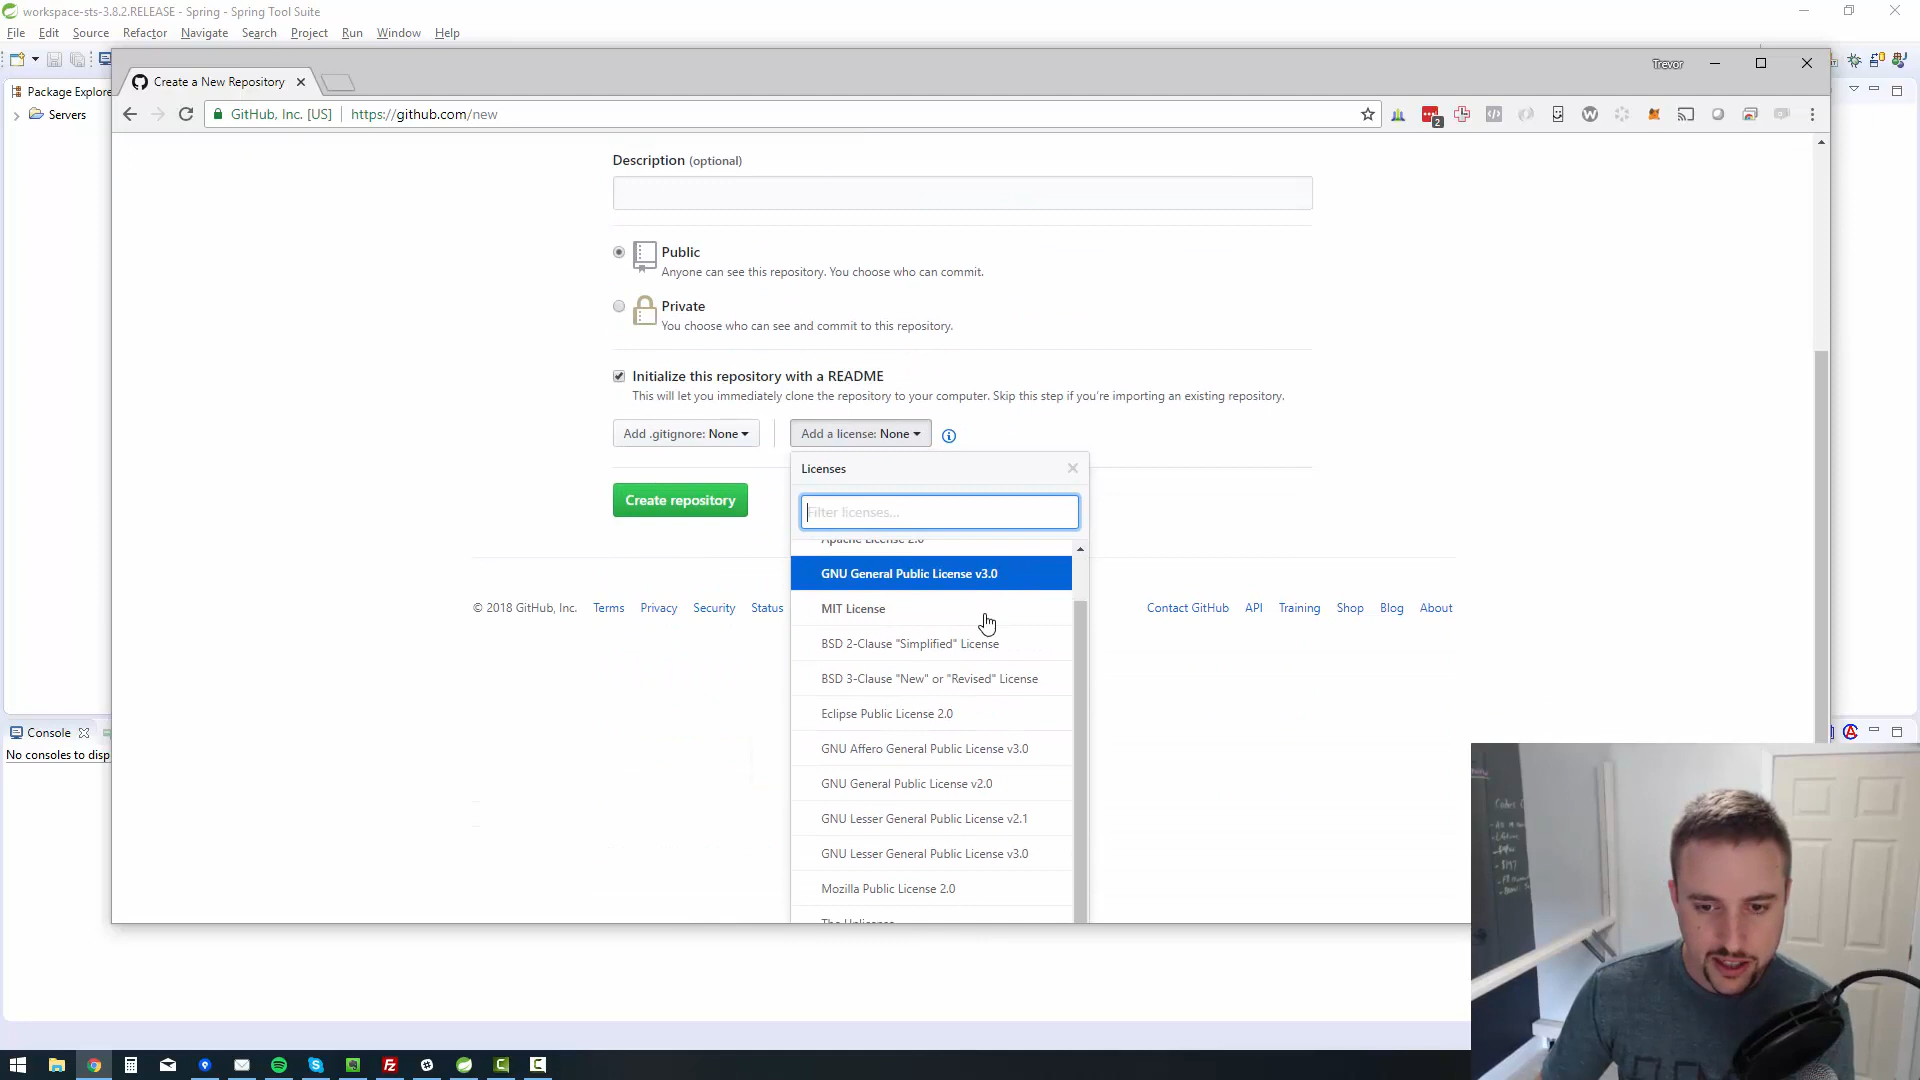 workspace-sts-3.8.2.RELEASE - Spring - Spring Tool Suite
File Edit Source Refactor Navigate Search Project Run Window Help
Create a New Repository
Trevor
Package Explore
GitHub, Inc. [US] https://github.com/new
2
Servers
Description (optional)
Public
Anyone can see this repository. You choose who can commit.
Private
You choose who can see and commit to this repository.
Initialize this repository with a README
This will let you immediately clone the repository to your computer. Skip this step if you're importing an existing repository.
Add .gitignore: None Add a license: None
Licenses
Create repository
Filter licenses...
Apache License 2.0
GNU General Public License v3.0
MIT License
© 2018 GitHub, Inc. Terms Privacy Security Status Contact GitHub API Training Shop Blog About
BSD 2-Clause "Simplified" License
BSD 3-Clause "New" or "Revised" License
Eclipse Public License 2.0
Console
GNU Affero General Public License v3.0
No consoles to disp
GNU General Public License v2.0
GNU Lesser General Public License v2.1
GNU Lesser General Public License v3.0
Mozilla Public License 2.0
The Unlicense